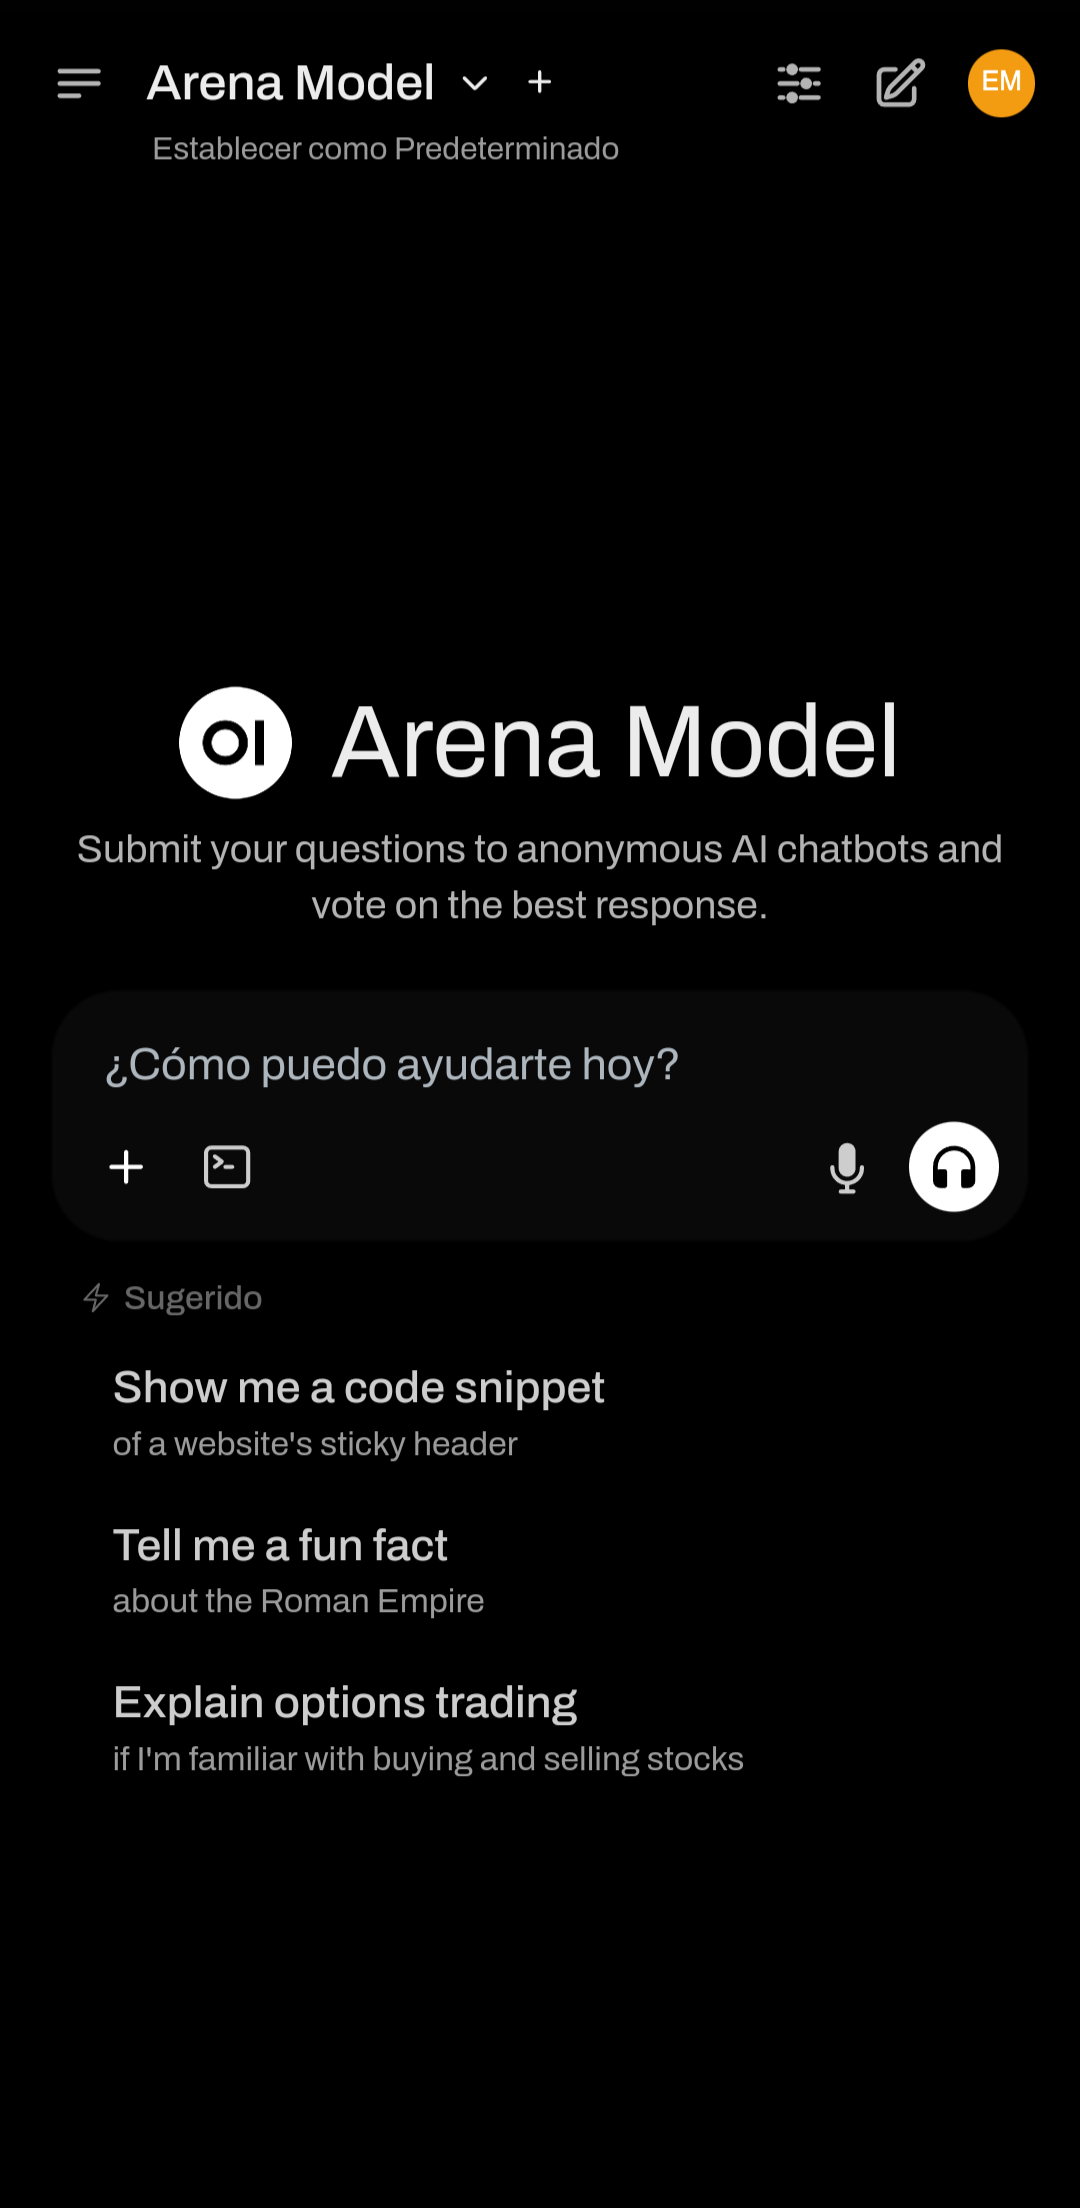 Arena Model
EM
Establecer como Predeterminado
OI Arena Model
Submit your questions to anonymous AI chatbots and
vote on the best response.
¿Cómo puedo ayudarte hoy?
Sugerido
Show me a code snippet
of a website's sticky header
Tell me a fun fact
about the Roman Empire
Explain options trading
if I'm familiar with buying and selling stocks